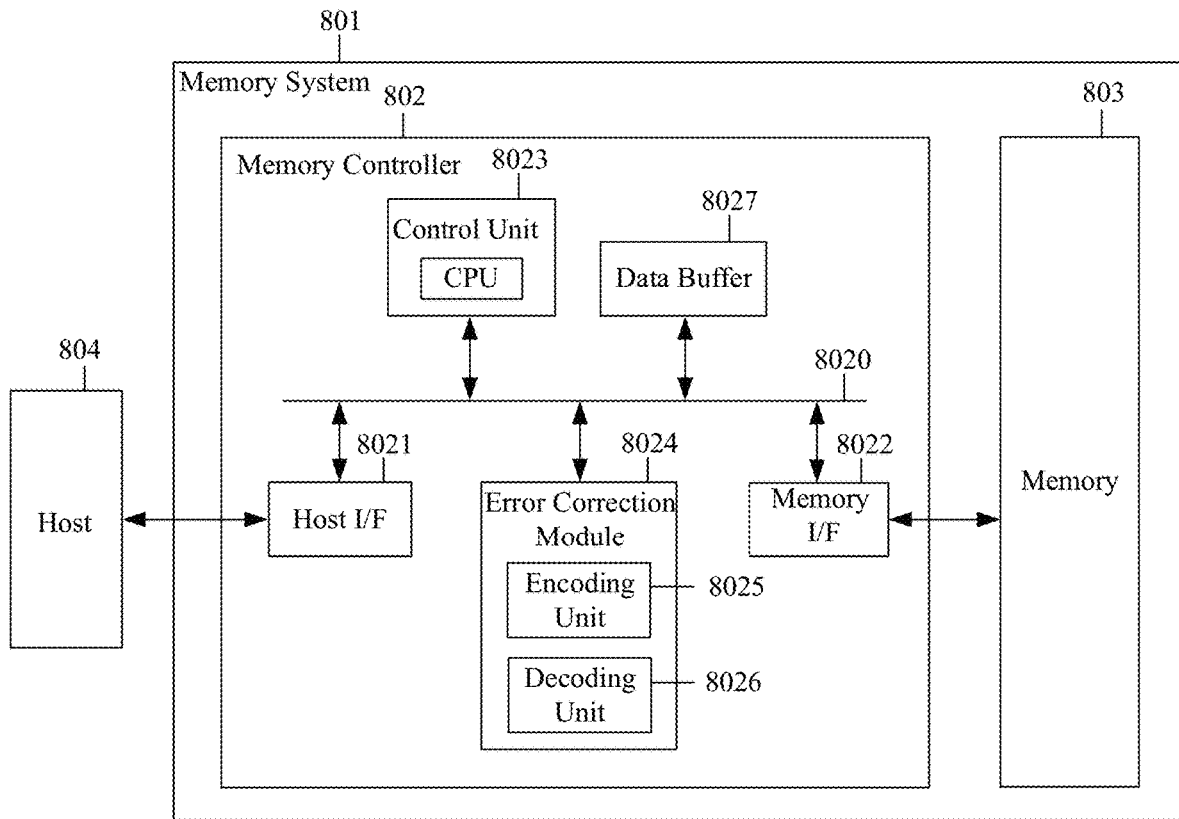 801
Memory System
802
803
Memory Controller
8023
Control Unit
CPU
8027
Data Buffer
804
8020
8021
8024
8022
Host
Host I/F
Error Correction
Module
Memory
I/F
Memory
Encoding
Unit
8025
Decoding
Unit
8026